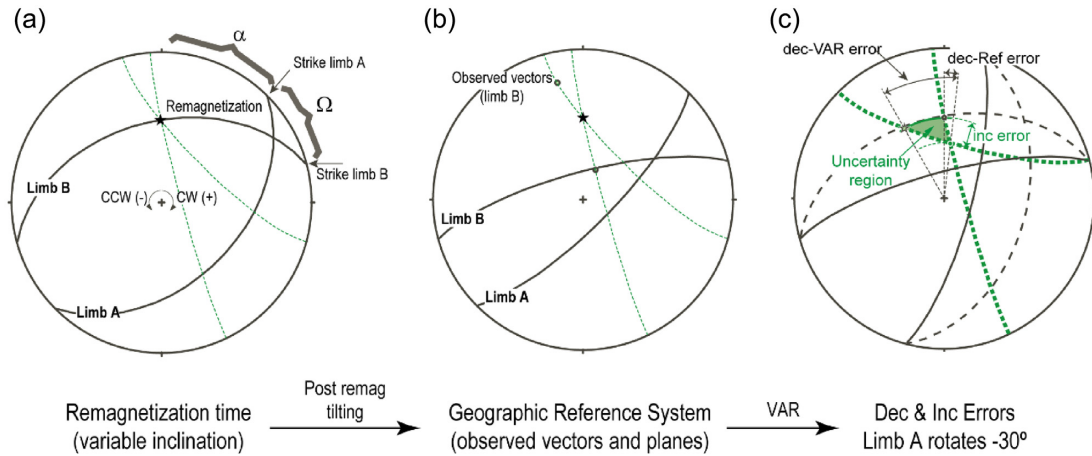 (a)
α
Strike limb A
Ω
Remagnetization
Strike limb B
Limb B
CCW (-)
CW (+)
Limb A
(b)
Observed vectors
(limb B)
Limb B
Limb A
(c)
dec-VAR error
dec-Ref error
inc error
Uncertainty
region
Remagnetization time
(variable inclination)
Post remag
tilting
Geographic Reference System
(observed vectors and planes)
VAR
Dec & Inc Errors
Limb A rotates -30º